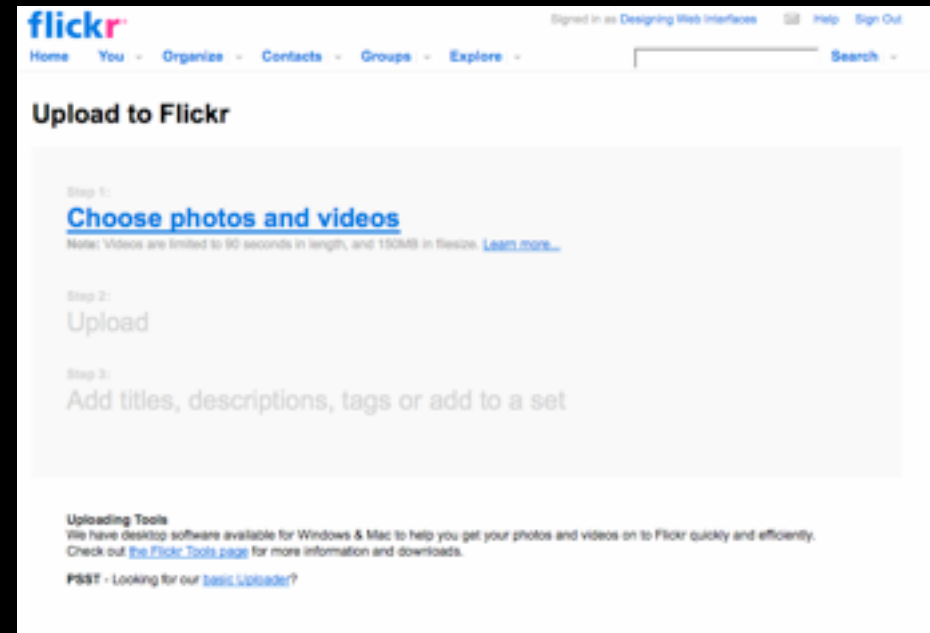 flickr
Signed in as Designing Web Interfaces Help Sign Out
Home You Organize Contacts Groups Explore Search
Upload to Flickr
Step 1:
Choose photos and videos
Note: Videos are limited to 90 seconds in length, and 150MB in filesize. Learn more...
Step 2:
Upload
Step 3:
Add titles, descriptions, tags or add to a set
Uploading Tools
We have desktop software available for Windows & Mac to help you get your photos and videos on to Flickr quickly and efficiently.
Check out the Flickr Tools page for more information and downloads.
PSST - Looking for our basic Uploader?